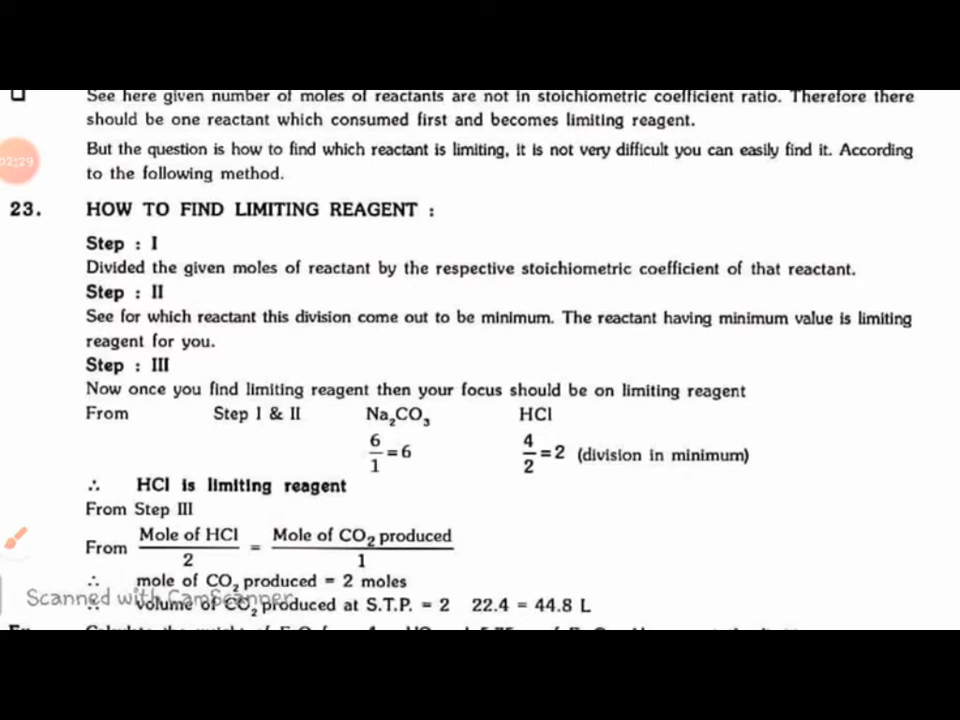 See here given number of moles of reactants are not in stoichiometric coefficient ratio. Therefore there
should be one reactant which consumed first and becomes limiting reagent.
But the question is how to find which reactant is limiting, it is not very difficult you can easily find it. According
to the following method.
02:29
23. HOW TO FIND LIMITING REAGENT :
Step : I
Divided the given moles of reactant by the respective stoichiometric coefficient of that reactant.
Step : II
See for which reactant this division come out to be minimum. The reactant having minimum value is limiting
reagent for you.
Step : III
Now once you find limiting reagent then your focus should be on limiting reagent
From Step I & II Na₂CO₃ HCl
6/1 = 6 4/2 = 2 (division in minimum)
∴ HCl is limiting reagent
From Step III
From Mole of HCl/2 = Mole of CO₂ produced/1
∴ mole of CO₂ produced = 2 moles
Scanned with CamScanner
∴ volume of CO₂ produced at S.T.P. = 2 22.4 = 44.8 L